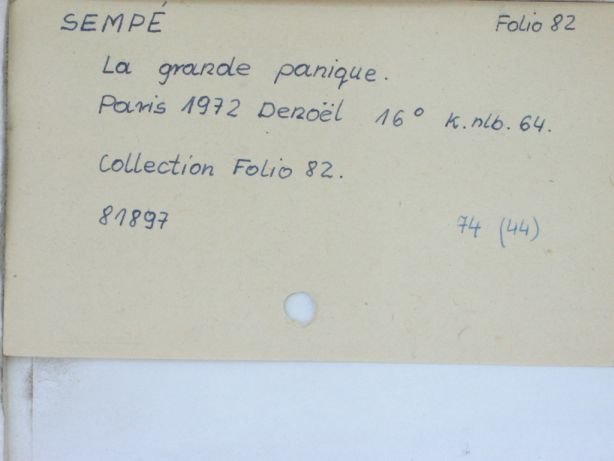 SEMPÉ Folio 82
La grande panique.
Paris 1972 Denoël 16° k.nlb. 64.
Collection Folio 82.
81897 74 (44)